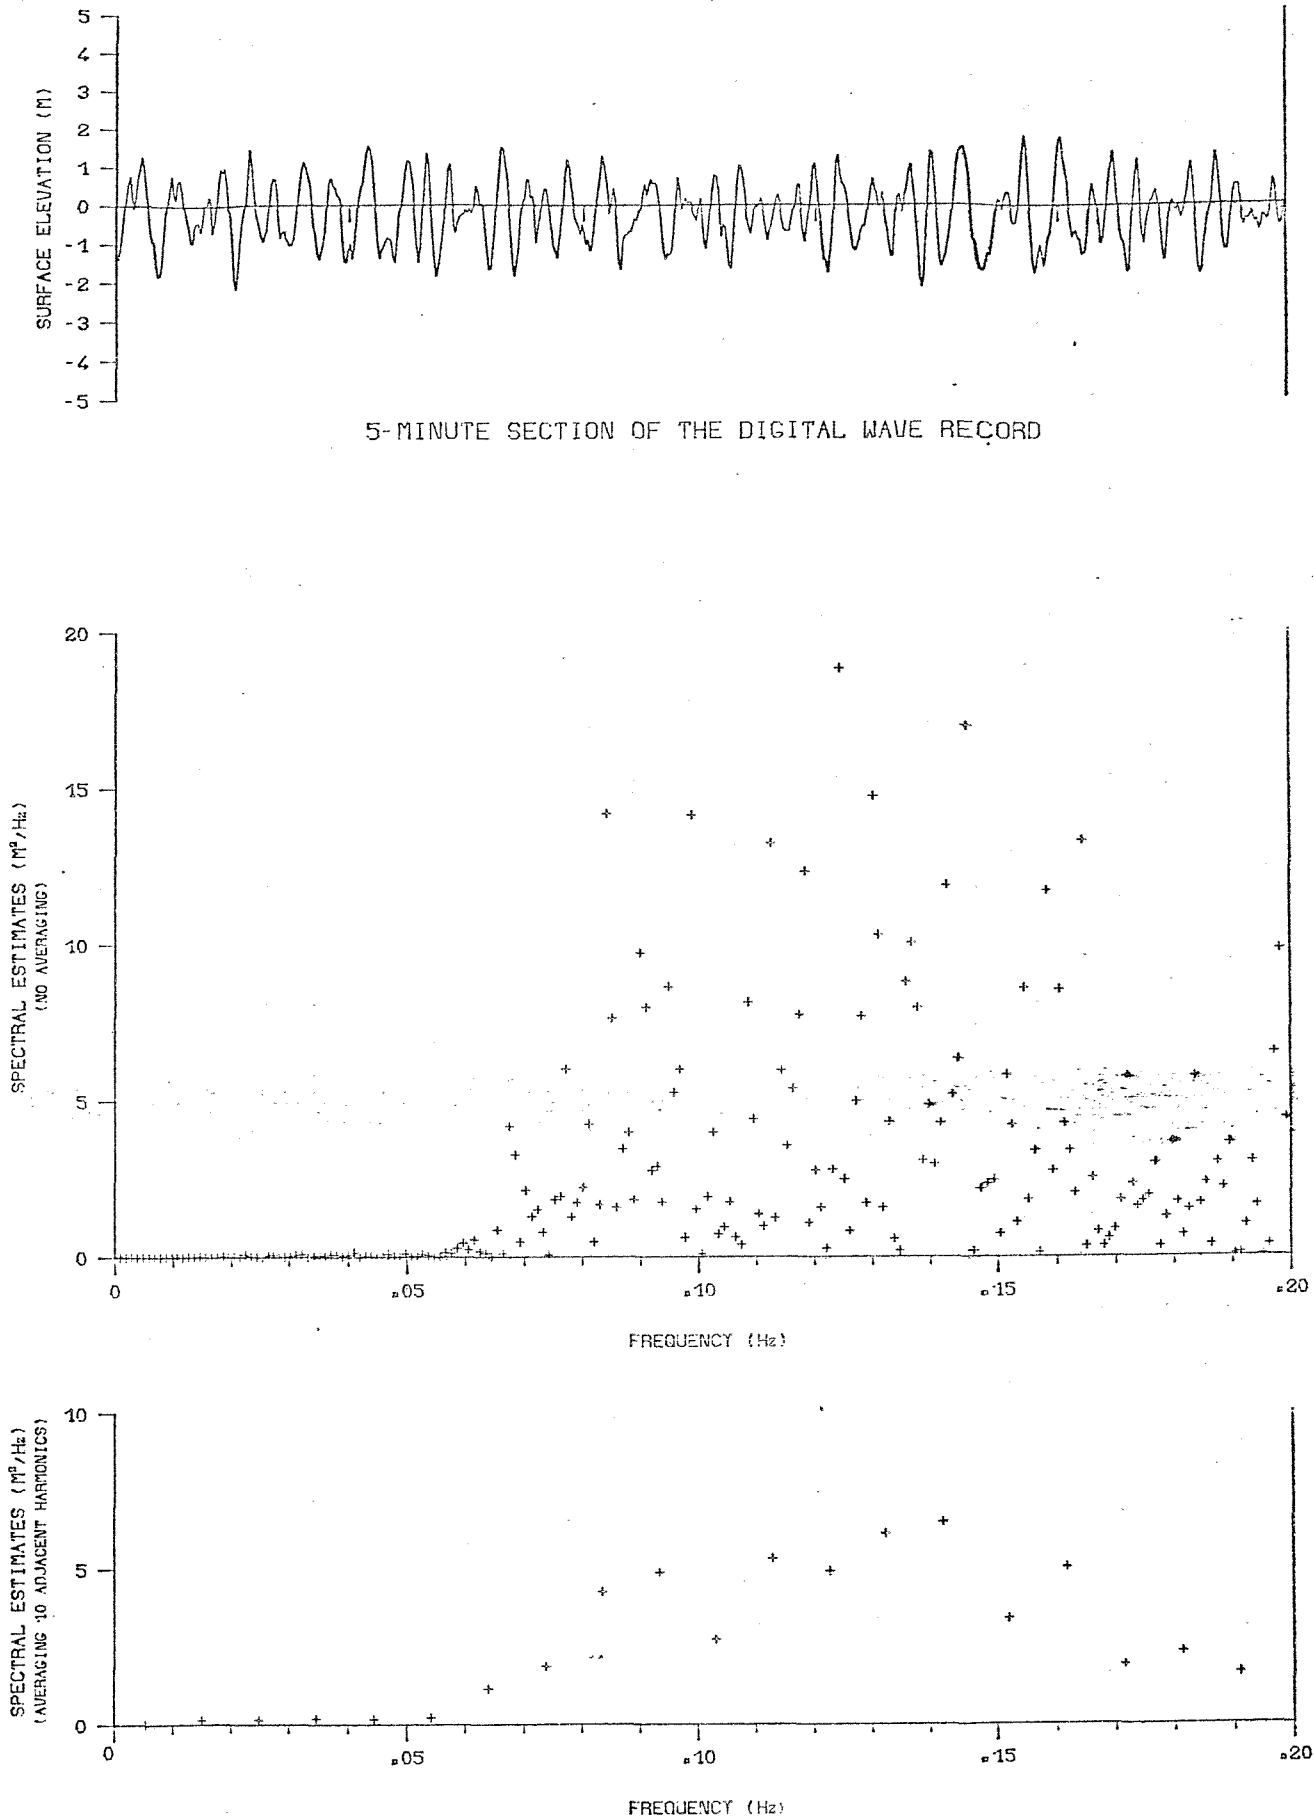 5
4
3
2
1
0
-1
-2
-3
-4
-5
SURFACE ELEVATION (M)
5-MINUTE SECTION OF THE DIGITAL WAVE RECORD
20
15
10
5
0
SPECTRAL ESTIMATES (M²/Hz)
(NO AVERAGING)
0 .05 .10 .15 .20
FREQUENCY (Hz)
10
5
0
SPECTRAL ESTIMATES (M²/Hz)
(AVERAGING 10 ADJACENT HARMONICS)
0 .05 .10 .15 .20
FREQUENCY (Hz)